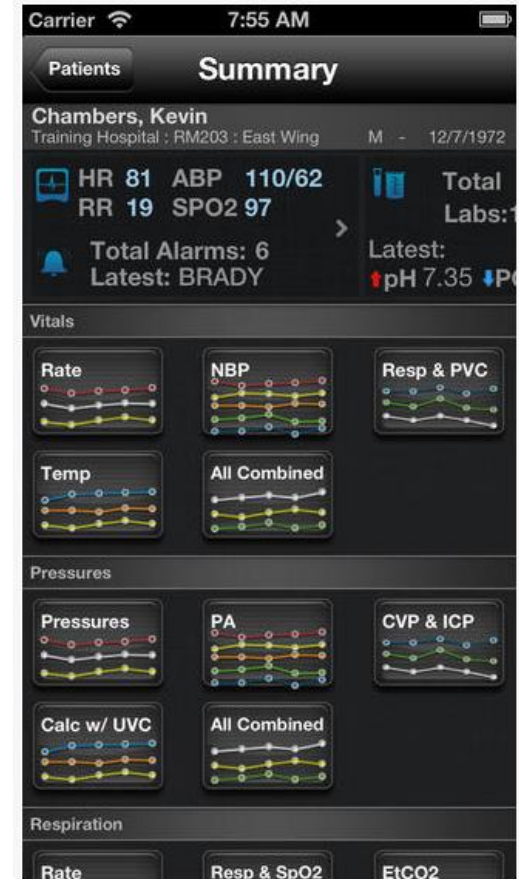 Carrier 7:55 AM
Patients Summary
Chambers, Kevin
Training Hospital : RM203 : East Wing M - 12/7/1972
HR 81 ABP 110/62
RR 19 SPO2 97
Total Alarms: 6
Latest: BRADY
Total
Labs:
Latest:
pH 7.35
Vitals
Rate NBP Resp & PVC
Temp All Combined
Pressures
Pressures PA CVP & ICP
Calc w/ UVC All Combined
Respiration
Rate Resp & SpO2 EtCO2